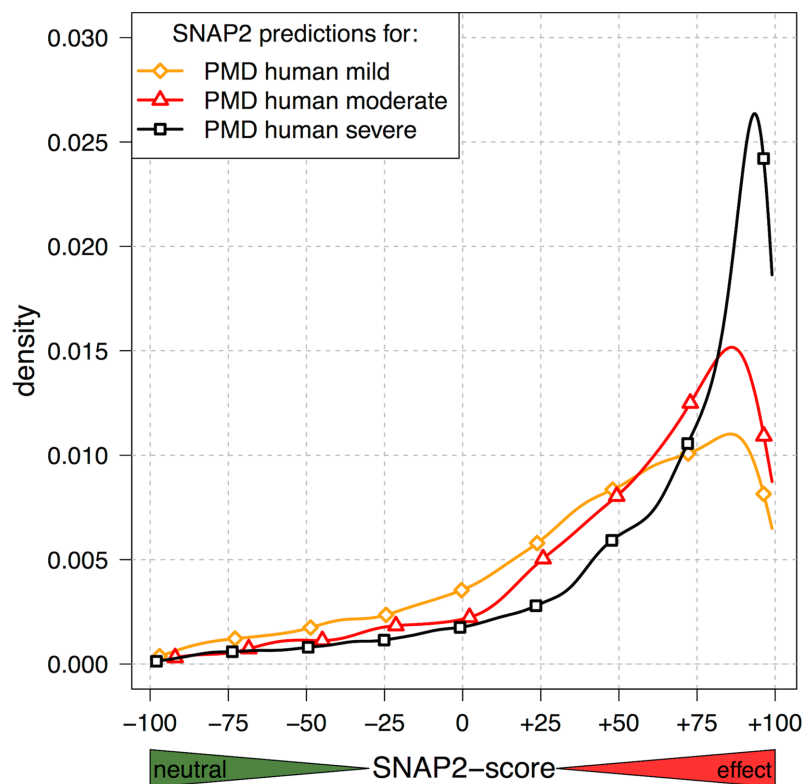 SNAP2 predictions for:
PMD human mild
PMD human moderate
PMD human severe
density
0.030
0.025
0.020
0.015
0.010
0.005
0.000
−100 −75 −50 −25 0 +25 +50 +75 +100
neutral SNAP2−score effect